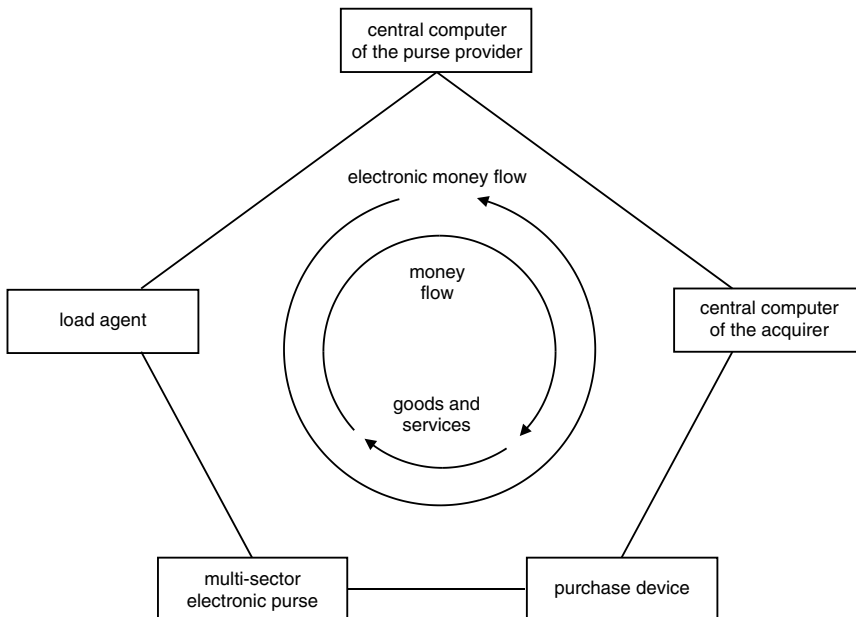 central computer
of the purse provider
electronic money flow
money
flow
load agent
central computer
of the acquirer
goods and
services
multi-sector
electronic purse
purchase device